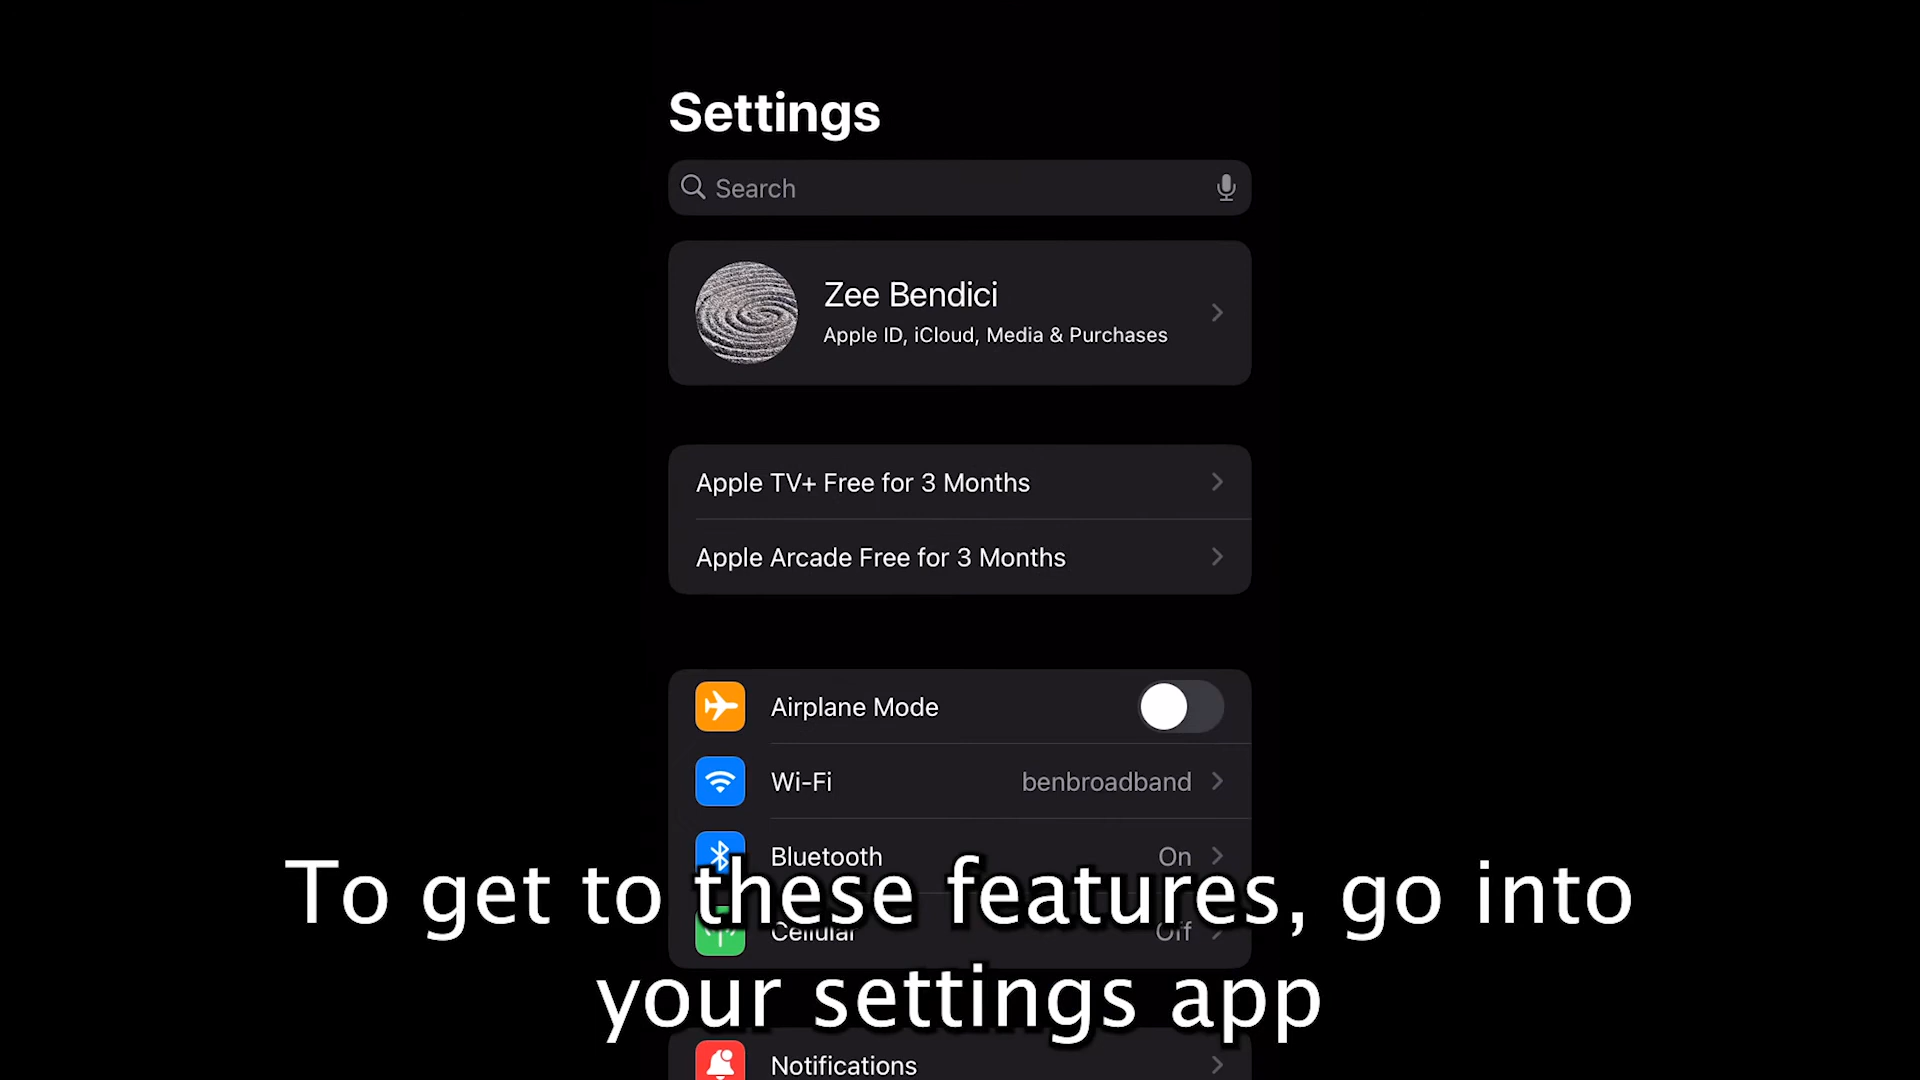 Settings
Search
Zee Bendici
Apple ID, iCloud, Media & Purchases
Apple TV+ Free for 3 Months
Apple Arcade Free for 3 Months
Airplane Mode
Wi-Fi benbroadband
Bluetooth On
Cellular Off
To get to these features, go into
your settings app
Notifications